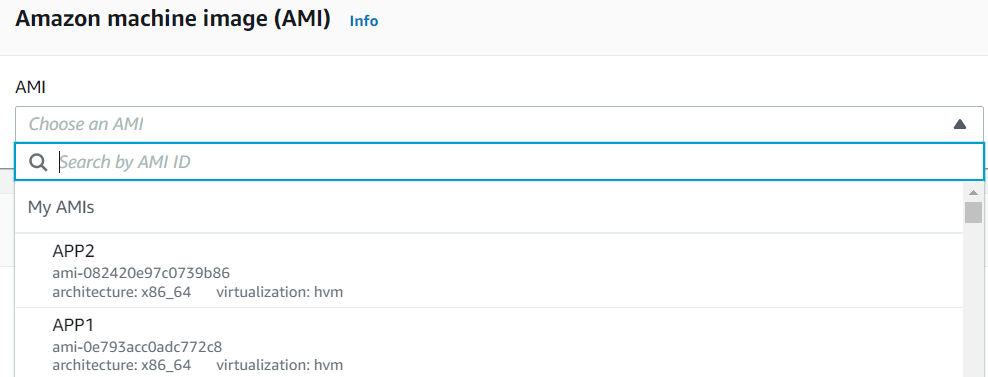 Amazon machine image (AMI) Info
AMI
Choose an AMI
Search by AMI ID
My AMIs
APP2
ami-082420e97c0739b86
architecture: x86_64 virtualization: hvm
APP1
ami-0e793acc0adc772c8
architecture: x86_64 virtualization: hvm